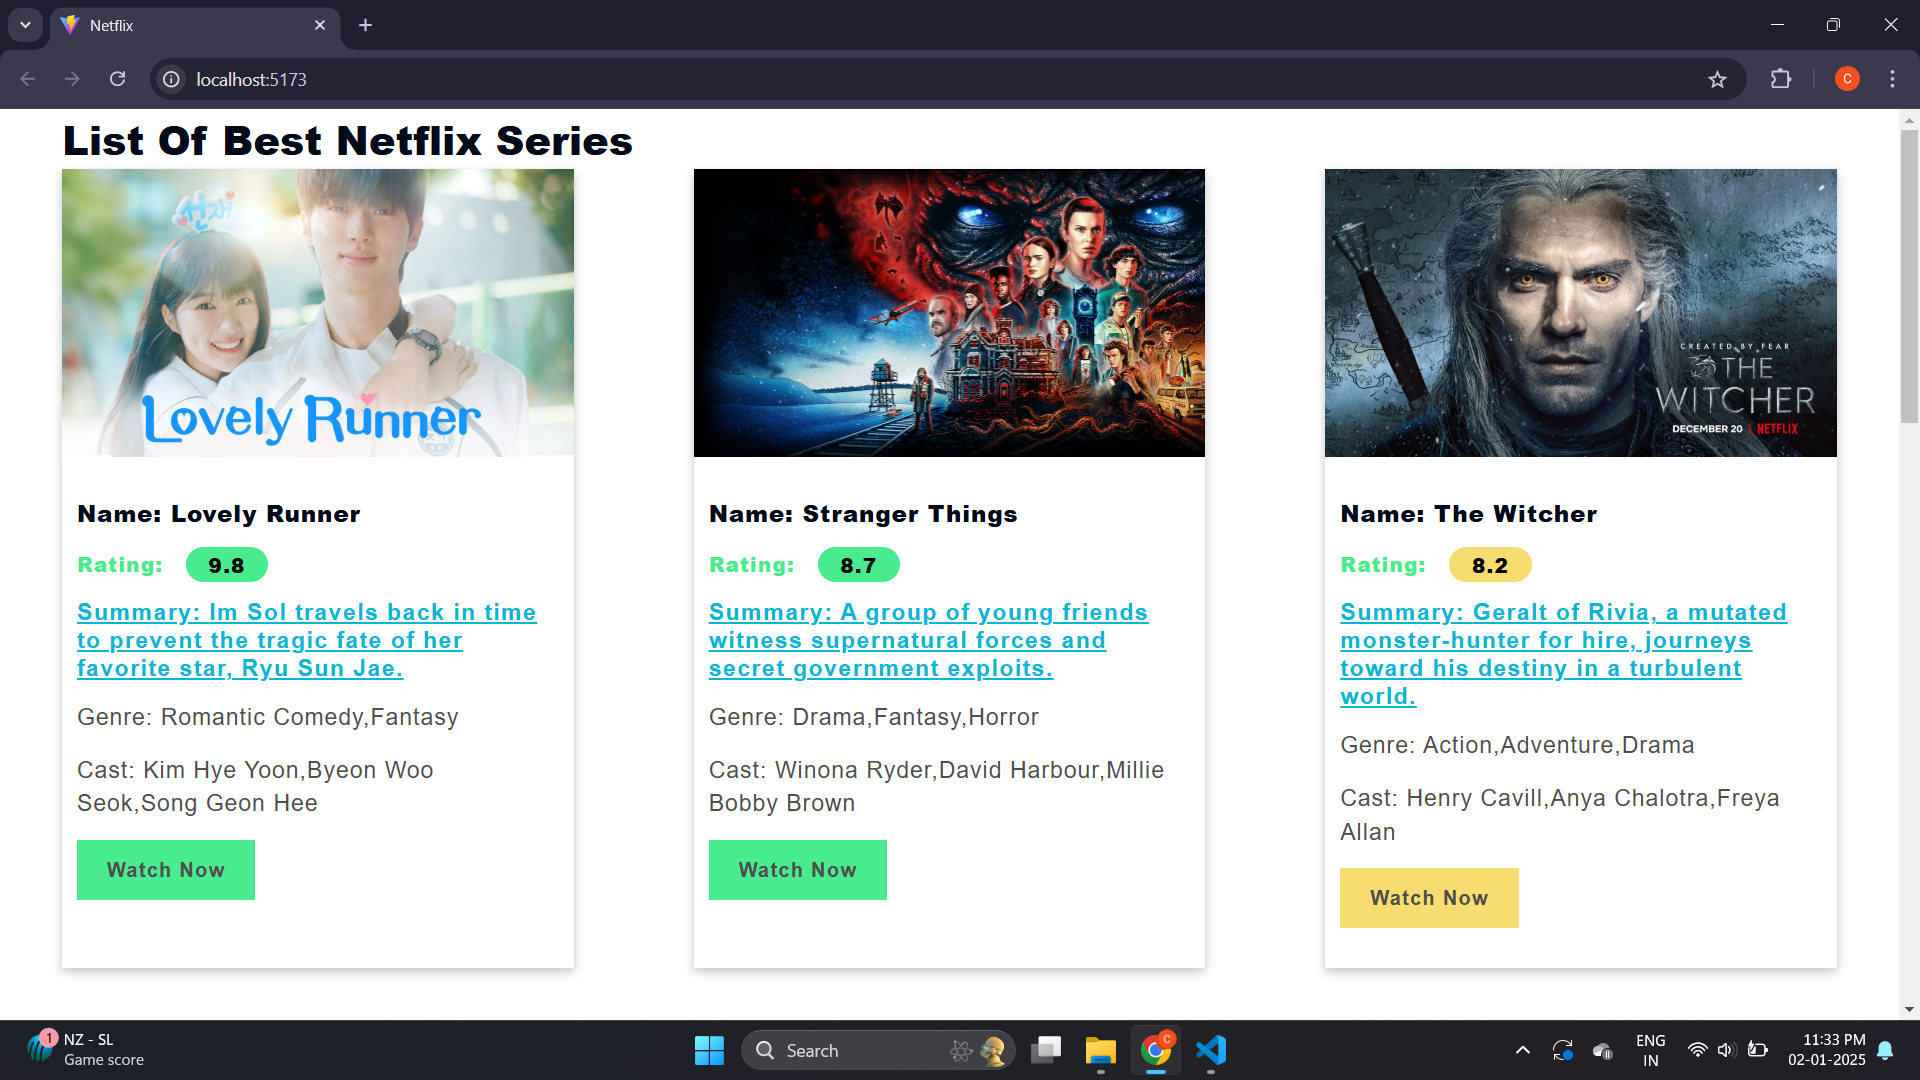 Netflix
localhost:5173
C
List Of Best Netflix Series
선재
Lovely Runner
CREATED BY FEAR
THE
WITCHER
DECEMBER 20 | NETFLIX
Name: Lovely Runner
Rating: 9.8
Summary: Im Sol travels back in time
to prevent the tragic fate of her
favorite star, Ryu Sun Jae.
Genre: Romantic Comedy,Fantasy
Cast: Kim Hye Yoon,Byeon Woo
Seok,Song Geon Hee
Watch Now
Name: Stranger Things
Rating: 8.7
Summary: A group of young friends
witness supernatural forces and
secret government exploits.
Genre: Drama,Fantasy,Horror
Cast: Winona Ryder,David Harbour,Millie
Bobby Brown
Watch Now
Name: The Witcher
Rating: 8.2
Summary: Geralt of Rivia, a mutated
monster-hunter for hire, journeys
toward his destiny in a turbulent
world.
Genre: Action,Adventure,Drama
Cast: Henry Cavill,Anya Chalotra,Freya
Allan
Watch Now
1
NZ - SL
Game score
Search
C
ENG
IN
11:33 PM
02-01-2025